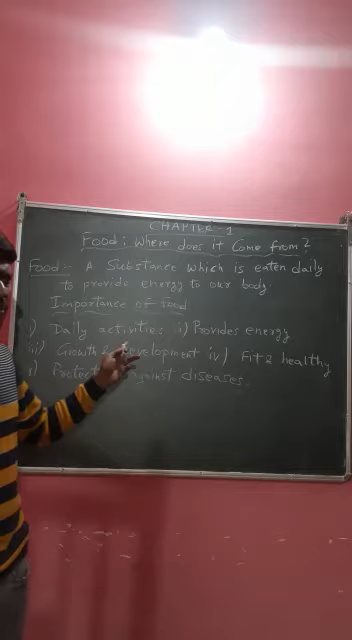 CHAPTER-1
Food: Where does it Come from?
Food:- A Substance which is eaten daily
to provide energy to our body
Importance of food
i) Daily activities ii) Provides energy
iii) Growth & Development iv) Fit & healthy
v) Protect against diseases.